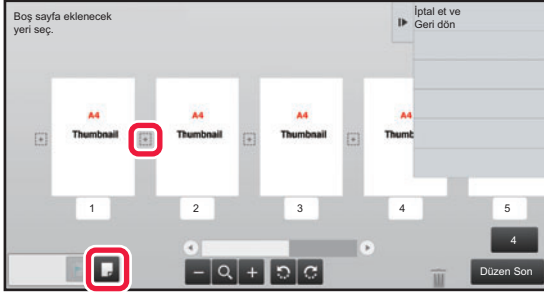 Boş sayfa eklenecek
yeri seç.
İptal et ve
Geri dön
A4
Thumbnail
A4
Thumbnail
A4
Thumbnail
A4
Thumb
1
2
3
4
5
4
Düzen Son